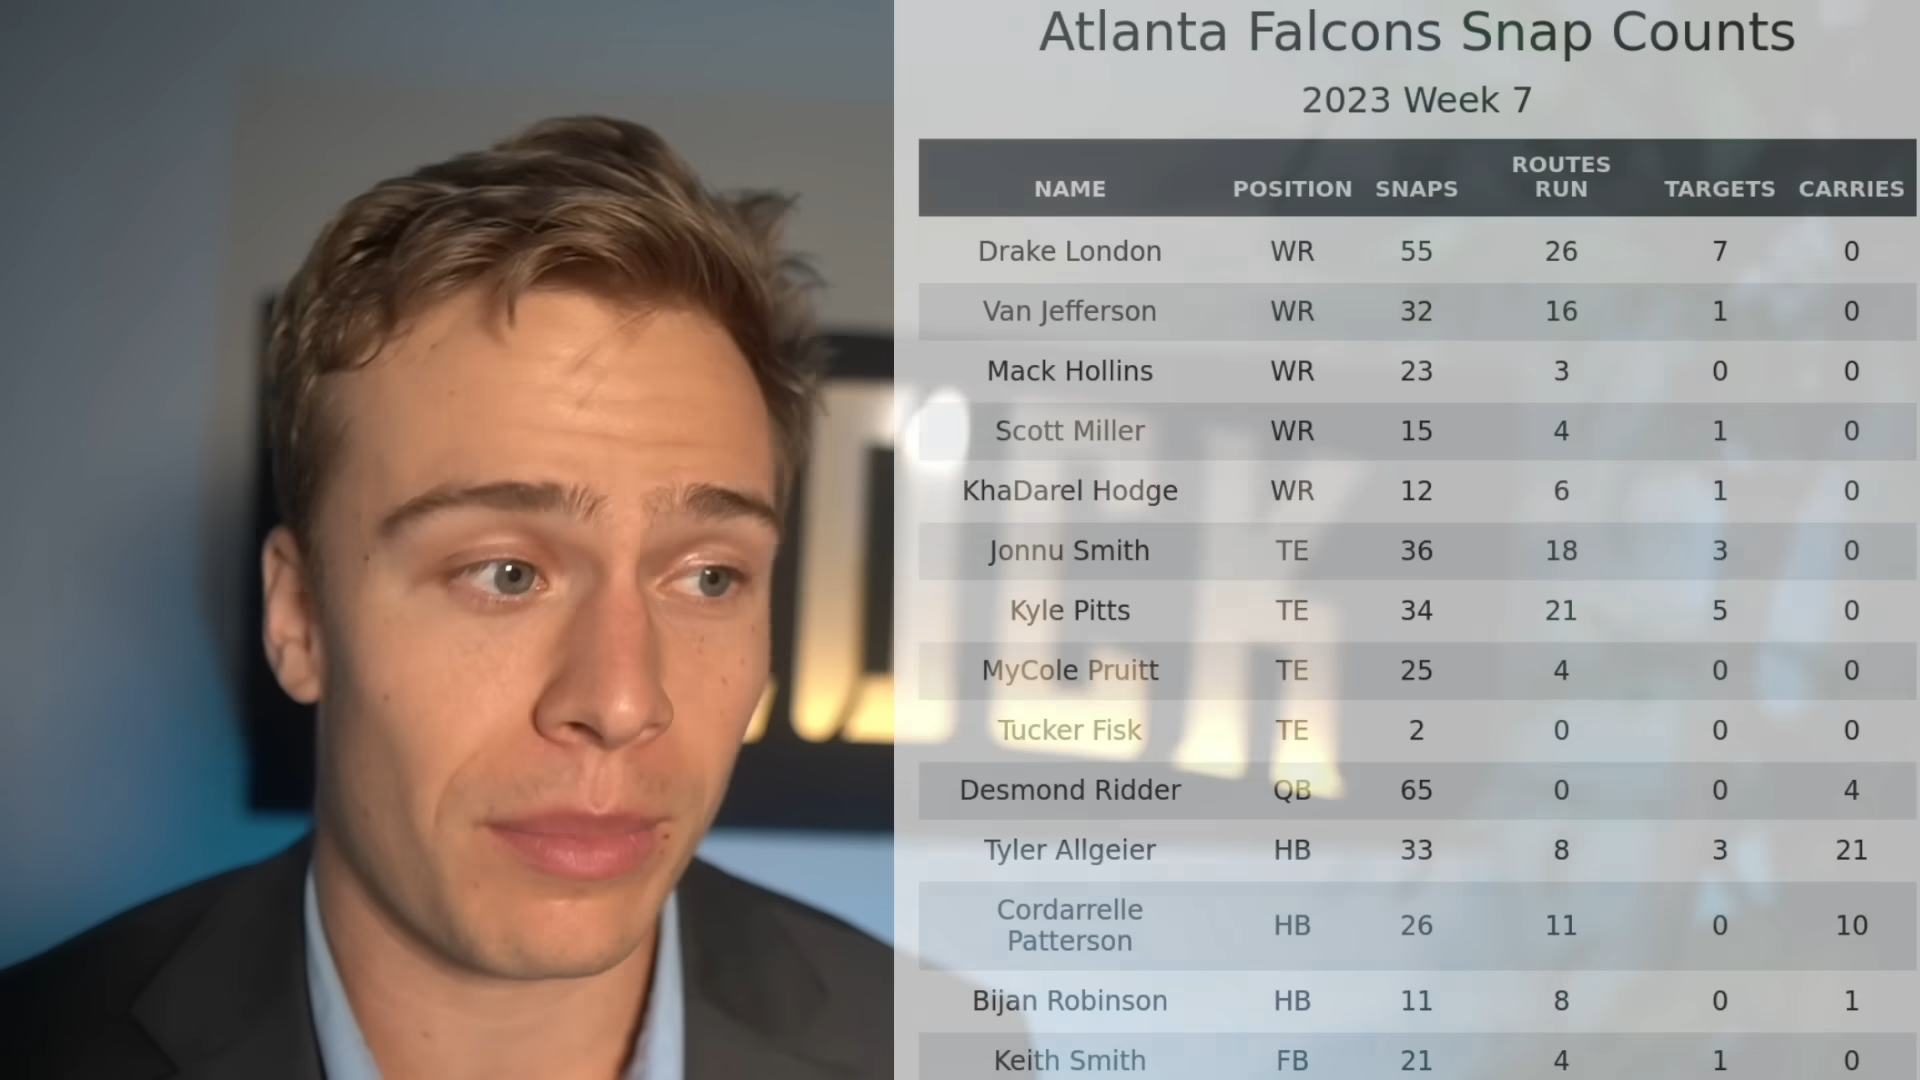 Atlanta Falcons Snap Counts
2023 Week 7
NAME POSITION SNAPS ROUTES RUN TARGETS CARRIES
Drake London WR 55 26 7 0
Van Jefferson WR 32 16 1 0
Mack Hollins WR 23 3 0 0
Scott Miller WR 15 4 1 0
KhaDarel Hodge WR 12 6 1 0
Jonnu Smith TE 36 18 3 0
Kyle Pitts TE 34 21 5 0
MyCole Pruitt TE 25 4 0 0
Tucker Fisk TE 2 0 0 0
Desmond Ridder QB 65 0 0 4
Tyler Allgeier HB 33 8 3 21
Cordarrelle Patterson HB 26 11 0 10
Bijan Robinson HB 11 8 0 1
Keith Smith FB 21 4 1 0